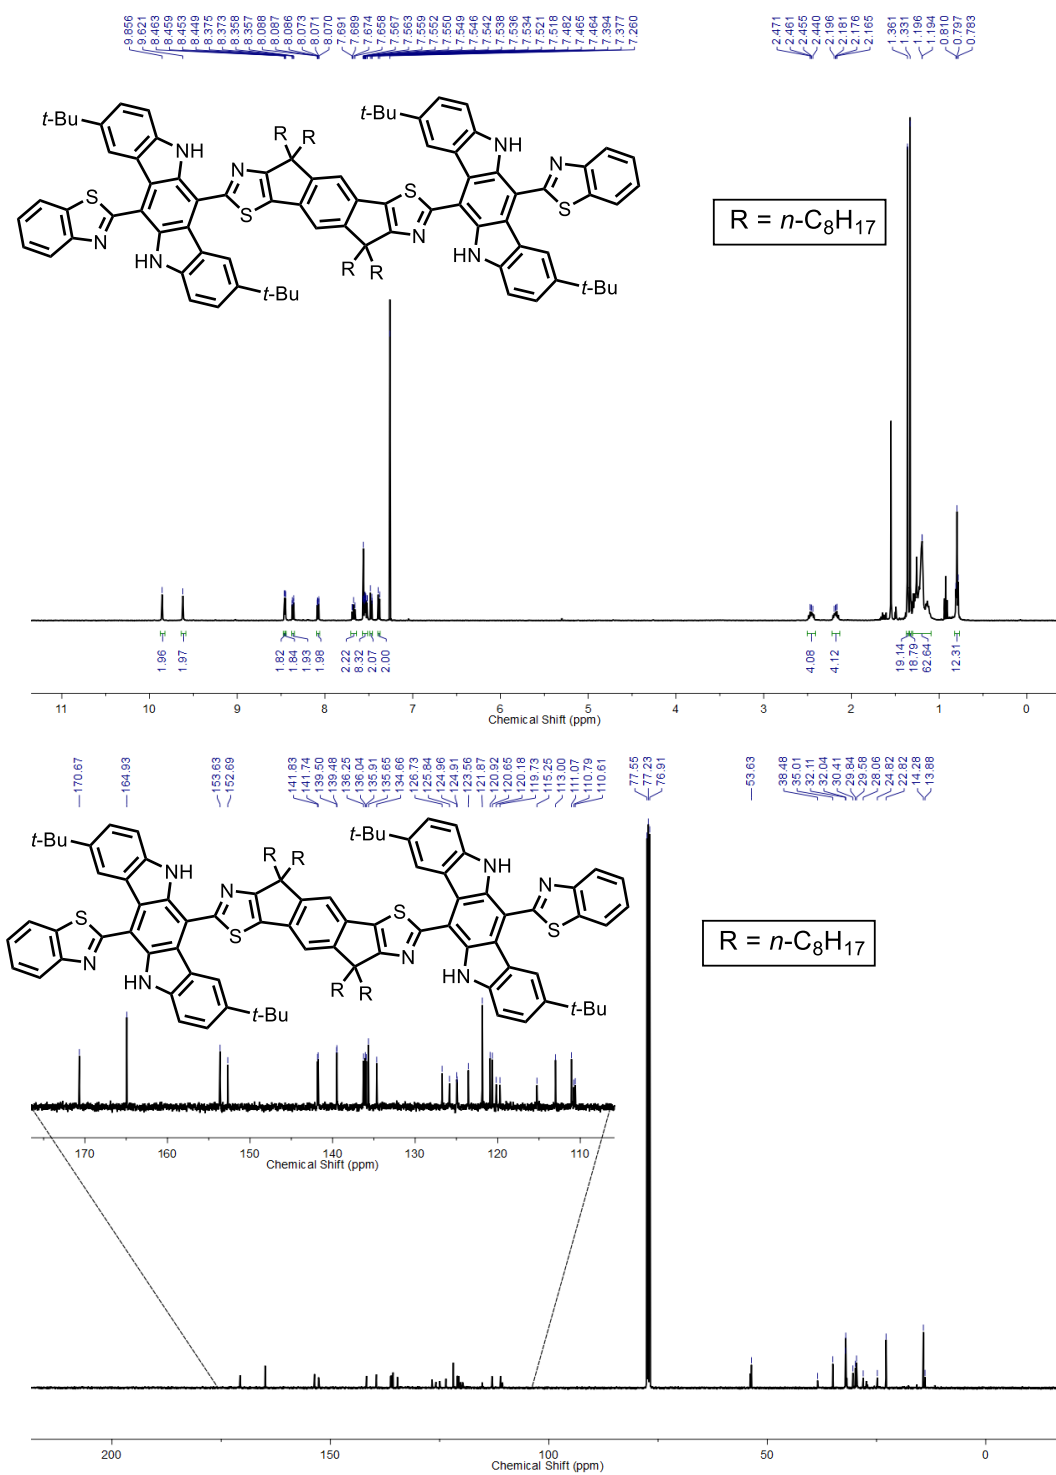 9.856
9.621
8.463
8.459
8.453
8.449
8.375
8.373
8.358
8.357
8.088
8.087
8.086
8.073
8.071
8.070
7.691
7.689
7.674
7.658
7.567
7.563
7.559
7.552
7.550
7.549
7.546
7.542
7.538
7.536
7.534
7.521
7.518
7.482
7.465
7.464
7.394
7.377
7.260
2.471
2.461
2.455
2.440
2.196
2.181
2.176
2.165
1.361
1.331
1.196
1.194
0.810
0.797
0.783
t-Bu
t-Bu
R
R
NH
NH
N
S
N
S
S
N
S
N
HN
HN
R
R
t-Bu
t-Bu
R = n-C8H17
1.96
1.97
1.82
1.84
1.93
1.98
2.22
8.32
2.07
2.00
4.08
4.12
19.14
18.79
62.64
12.31
11 10 9 8 7 6 5 4 3 2 1 0
Chemical Shift (ppm)
170.67
164.93
153.63
152.69
141.83
141.74
139.50
139.48
136.25
136.04
135.91
135.65
134.66
126.73
125.84
124.96
124.91
123.56
121.87
120.92
120.65
120.18
119.73
115.25
113.00
111.07
110.79
110.61
77.55
77.23
76.91
53.63
38.48
35.01
32.11
32.04
30.41
29.84
29.58
28.06
24.82
22.82
14.28
13.88
t-Bu
t-Bu
R
R
NH
NH
N
S
N
S
S
N
S
N
HN
HN
R
R
t-Bu
t-Bu
R = n-C8H17
170 160 150 140 130 120 110
Chemical Shift (ppm)
200 150 100 50 0
Chemical Shift (ppm)